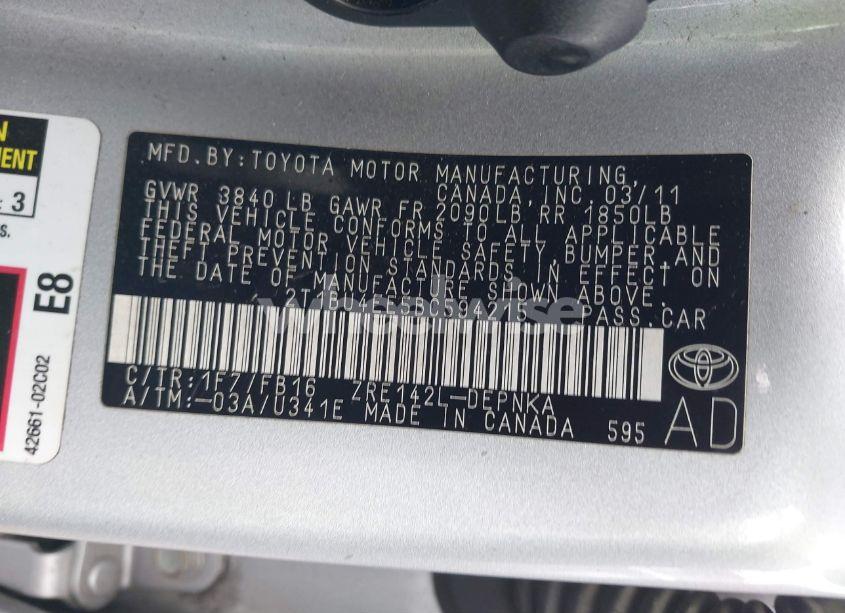 N
MENT
: 3
s.
E8
42661-02C02
MFD.BY:TOYOTA MOTOR MANUFACTURING,
CANADA, INC. 03/11
GVWR 3840 LB GAWR FR 2090LB RR 1850LB
THIS VEHICLE CONFORMS TO ALL APPLICABLE
FEDERAL MOTOR VEHICLE SAFETY, BUMPER, AND
THEFT PREVENTION STANDARDS IN EFFECT ON
THE DATE OF MANUFACTURE SHOWN ABOVE.
PASS.CAR
wheelwise
C/TR:1F7/FB16 ZRE142L-DEPNKA
A/TM:-03A/U341E MADE IN CANADA 595
AD